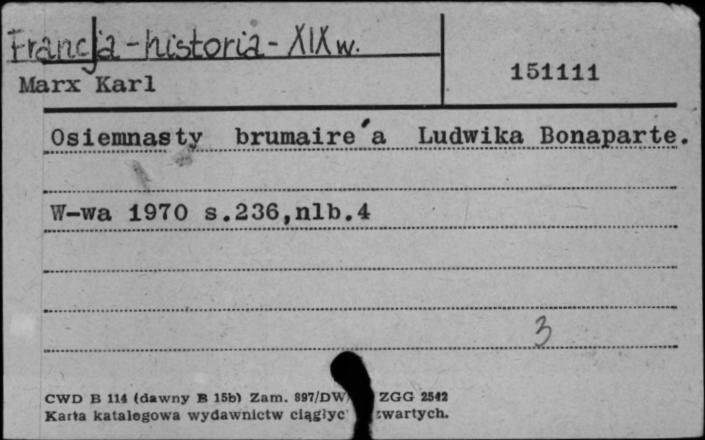 Francja - historia - XIX w.
Marx Karl
151111
Osiemnasty brumaire´a Ludwika Bonaparte.
W-wa 1970 s.236,nlb.4
3
CWD B 114 (dawny B 15b) Zam. 897/DW/ ZGG 2542
Karta katalogowa wydawnictw ciągłyc zwartych.